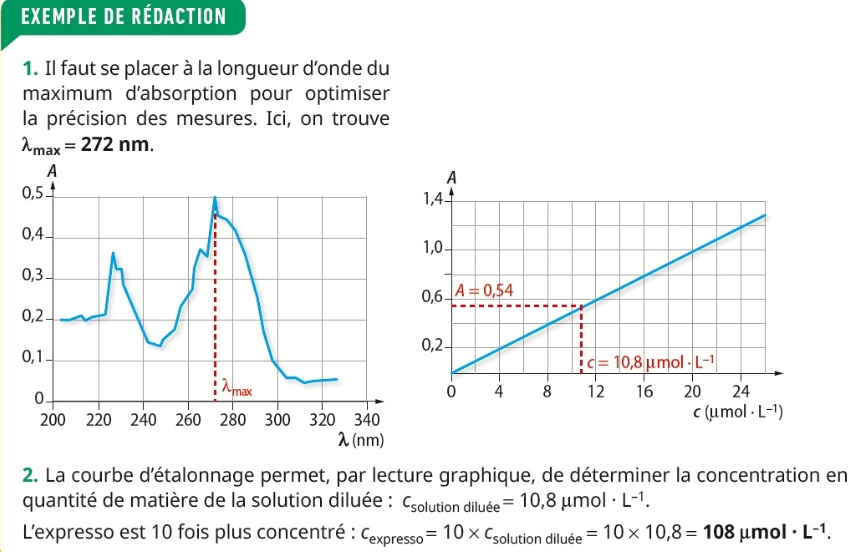 EXEMPLE DE RÉDACTION
1. Il faut se placer à la longueur d'onde du
maximum d'absorption pour optimiser
la précision des mesures. Ici, on trouve
λmax = 272 nm.
A
0,5
0,4
0,3
0,2
0,1
0
λmax
200 220 240 260 280 300 320 340
λ (nm)
A
1,4
1,0
0,6
0,2
A = 0,54
c = 10,8 µmol · L⁻¹
0 4 8 12 16 20 24
c (µmol · L⁻¹)
2. La courbe d'étalonnage permet, par lecture graphique, de déterminer la concentration en
quantité de matière de la solution diluée : csolution diluée = 10,8 µmol · L⁻¹.
L'expresso est 10 fois plus concentré : cexpresso = 10 × csolution diluée = 10 × 10,8 = 108 µmol · L⁻¹.